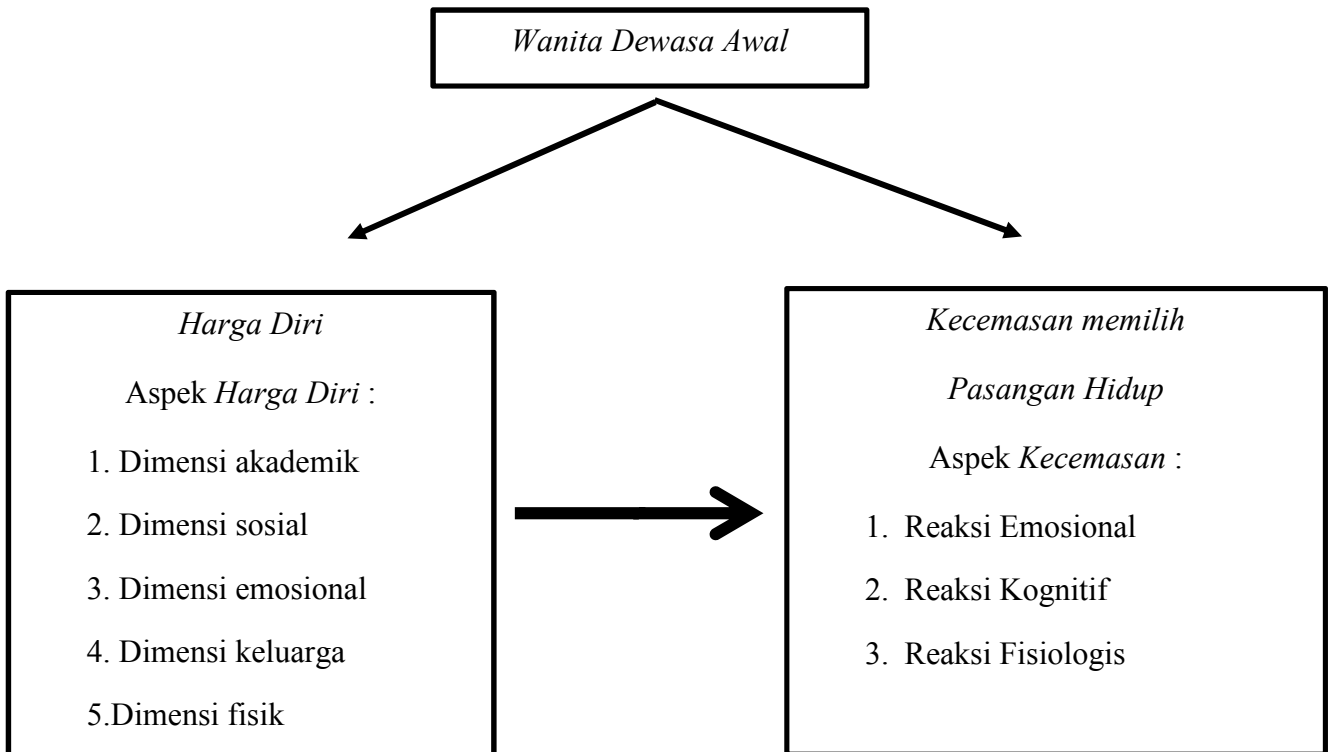 Wanita Dewasa Awal
Harga Diri
Aspek Harga Diri :
1. Dimensi akademik
2. Dimensi sosial
3. Dimensi emosional
4. Dimensi keluarga
5.Dimensi fisik
Kecemasan memilih
Pasangan Hidup
Aspek Kecemasan :
1. Reaksi Emosional
2. Reaksi Kognitif
3. Reaksi Fisiologis